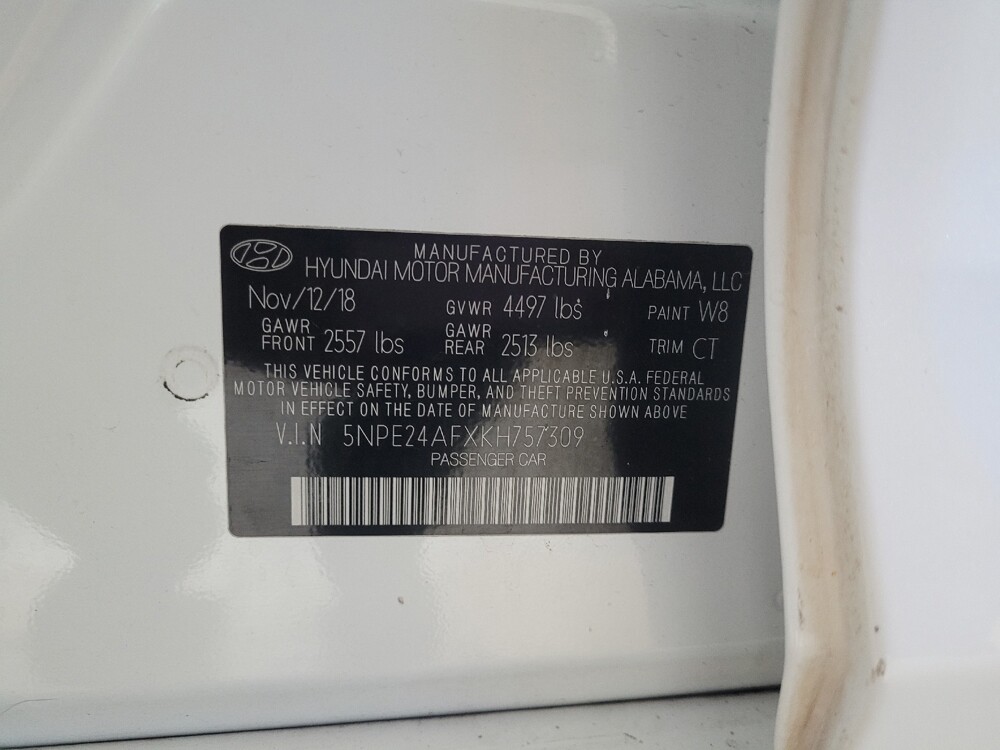 MANUFACTURED BY
HYUNDAI MOTOR MANUFACTURING ALABAMA, LLC
Nov/12/18 GVWR 4497 lbs PAINT W8
GAWR FRONT 2557 lbs GAWR REAR 2513 lbs TRIM CT
THIS VEHICLE CONFORMS TO ALL APPLICABLE U.S.A. FEDERAL
MOTOR VEHICLE SAFETY, BUMPER, AND THEFT PREVENTION STANDARDS
IN EFFECT ON THE DATE OF MANUFACTURE SHOWN ABOVE
V.I.N 5NPE24AFXKH757309
PASSENGER CAR